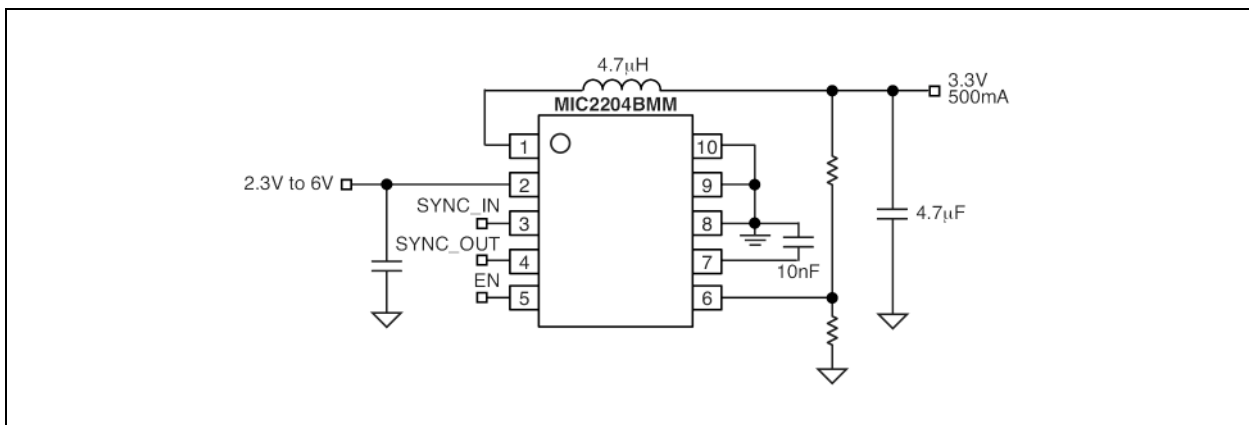 4.7µH
MIC2204BMM
3.3V
500mA
1
10
2.3V to 6V
2
9
SYNC_IN
3
8
4.7µF
SYNC_OUT
4
7
10nF
EN
5
6